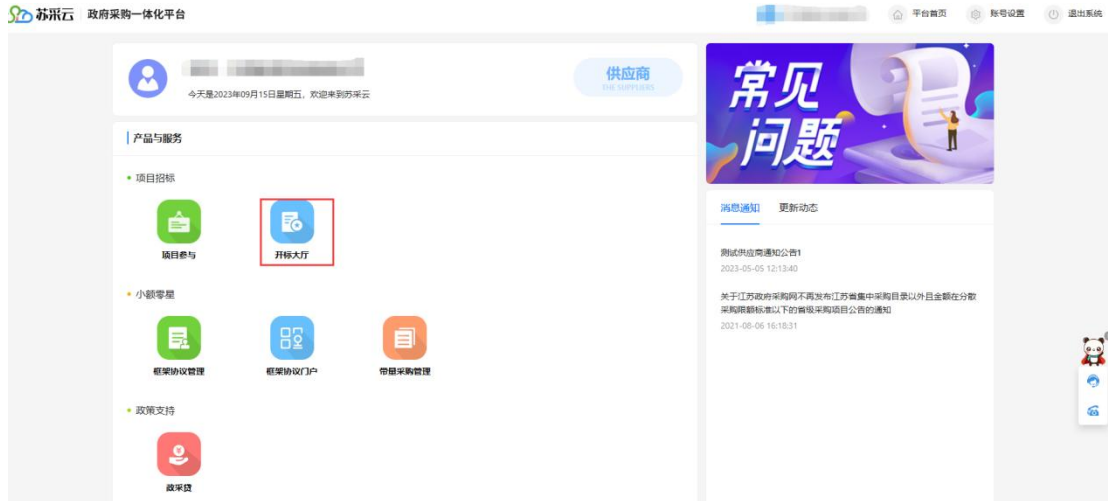 苏采云 政府采购一体化平台
平台首页 账号设置 退出系统
今天是2023年09月15日星期五，欢迎来到苏采云
供应商
THE SUPPLIERS
常见
问题
产品与服务
项目招标
项目参与 开标大厅
小额零星
框架协议管理 框架协议门户 带量采购管理
政策支持
政采贷
消息通知 更新动态
测试供应商通知公告1
2023-05-05 12:13:40
关于江苏政府采购网不再发布江苏省集中采购目录以外且金额在分散
采购限额标准以下的省级采购项目公告的通知
2021-08-06 16:18:31